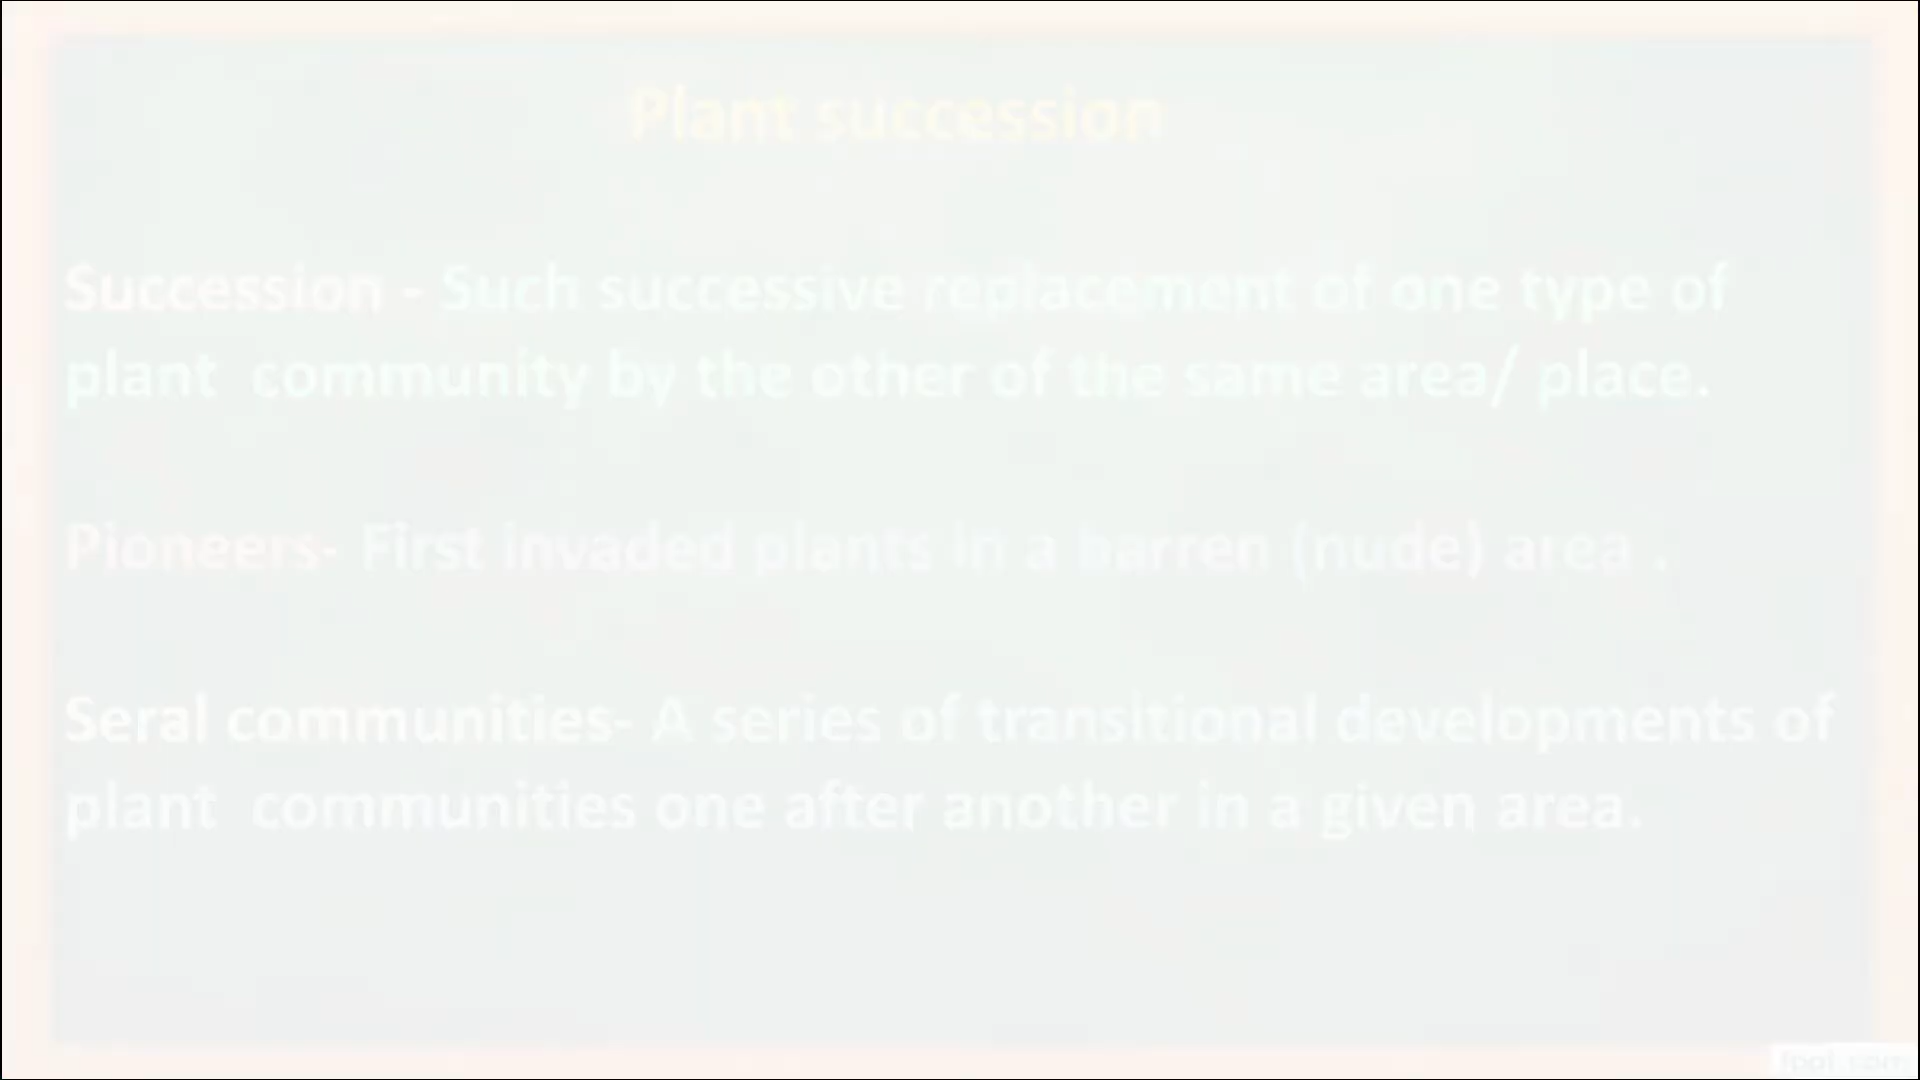 Plant succession
Succession - Such successive replacement of one type of
plant community by the other of the same area/ place.
Pioneers- First invaded plants in a barren (nude) area .
Seral communities- A series of transitional developments of
plant communities one after another in a given area.
fppt.com